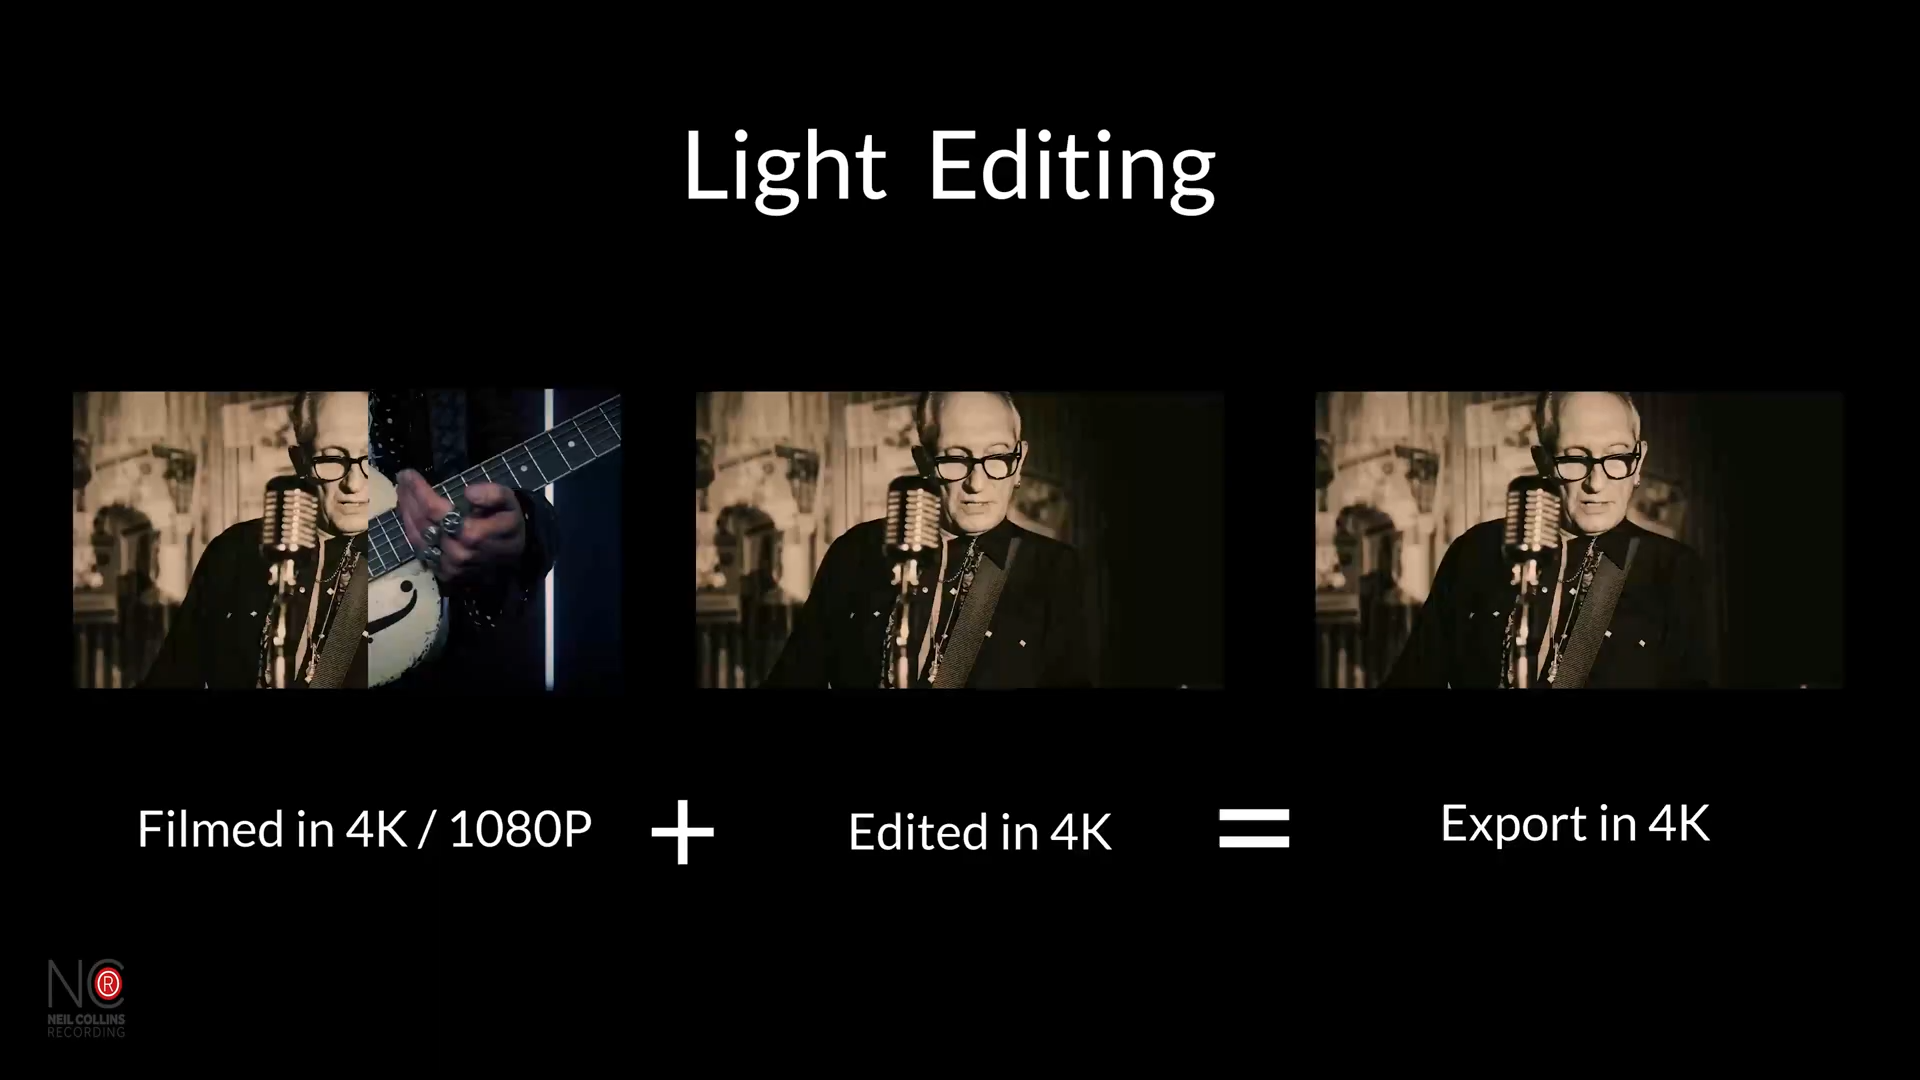 Light Editing
Filmed in 4K / 1080P
+
Edited in 4K
=
Export in 4K
NC®
NEIL COLLINS
RECORDING